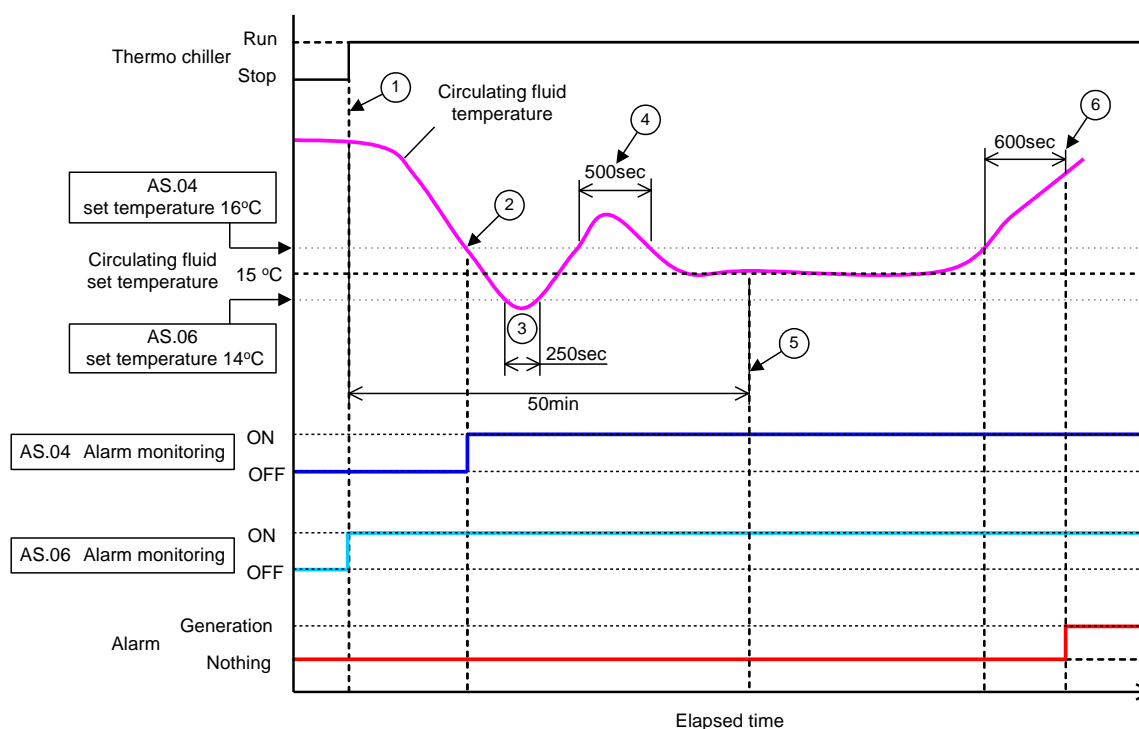 Run
Thermo chiller
Stop
1
Circulating fluid
temperature
4
6
500sec
600sec
AS.04
set temperature 16°C
2
Circulating fluid
set temperature
15 °C
AS.06
set temperature 14°C
3
250sec
5
50min
AS.04 Alarm monitoring
ON
OFF
AS.06 Alarm monitoring
ON
OFF
Generation
Alarm
Nothing
Elapsed time